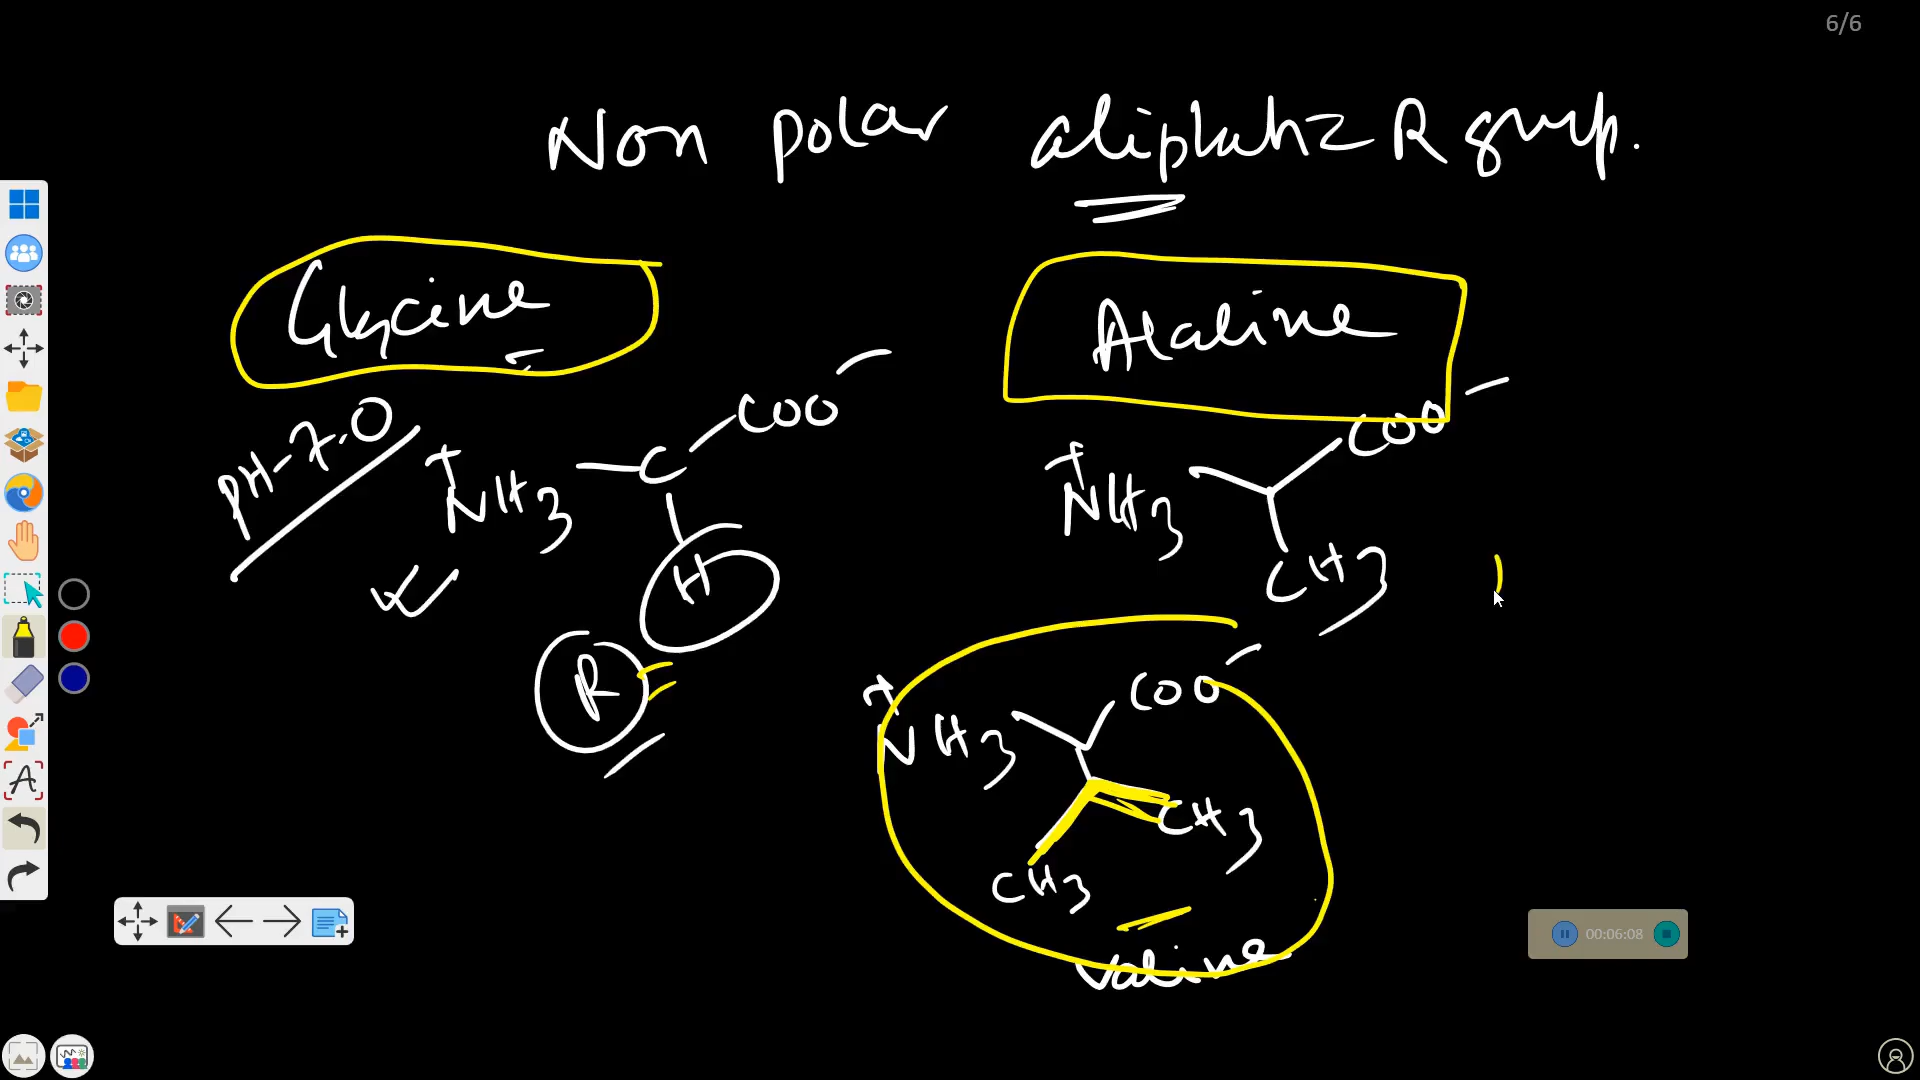 6/6
Non polar aliphatic R group.
Glycine
Alaline
PH-7.0
+
NH3
C
COO
-
H
R
+
NH3
COO
-
CH3
+
NH3
COO
-
CH3
CH3
valine
00:06:08